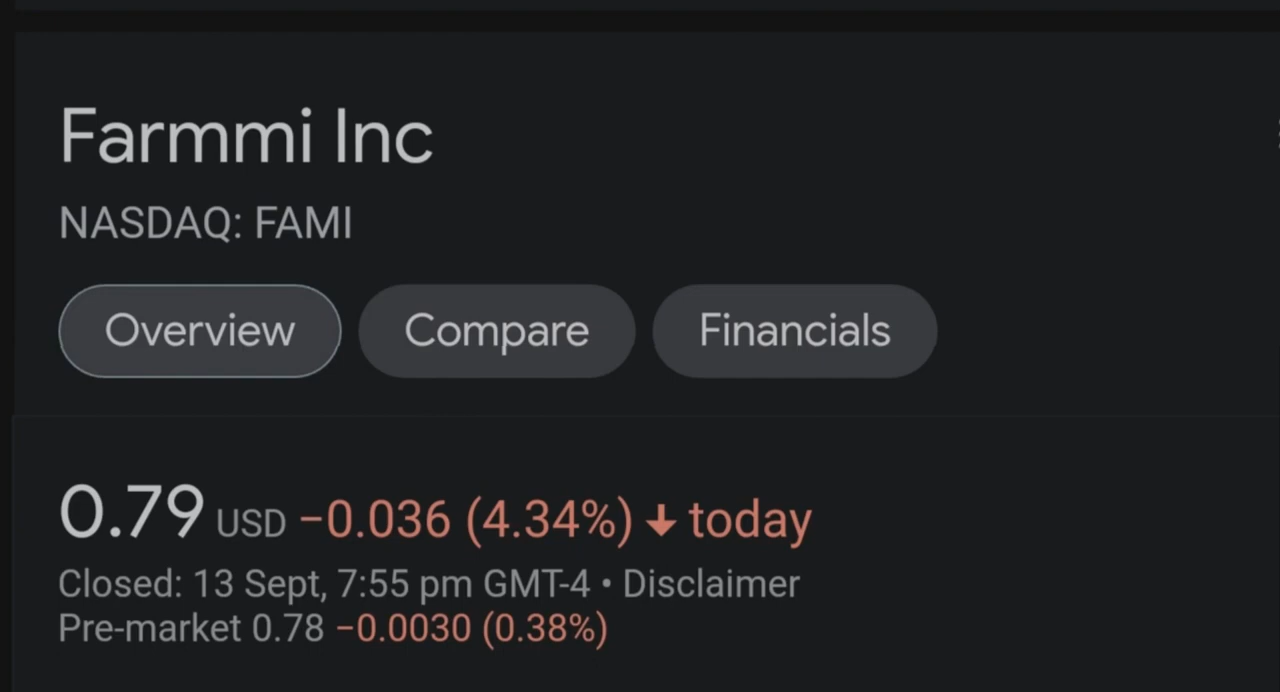 Farmmi Inc
NASDAQ: FAMI
Overview Compare Financials
0.79 USD −0.036 (4.34%) ↓ today
Closed: 13 Sept, 7:55 pm GMT-4 • Disclaimer
Pre-market 0.78 −0.0030 (0.38%)